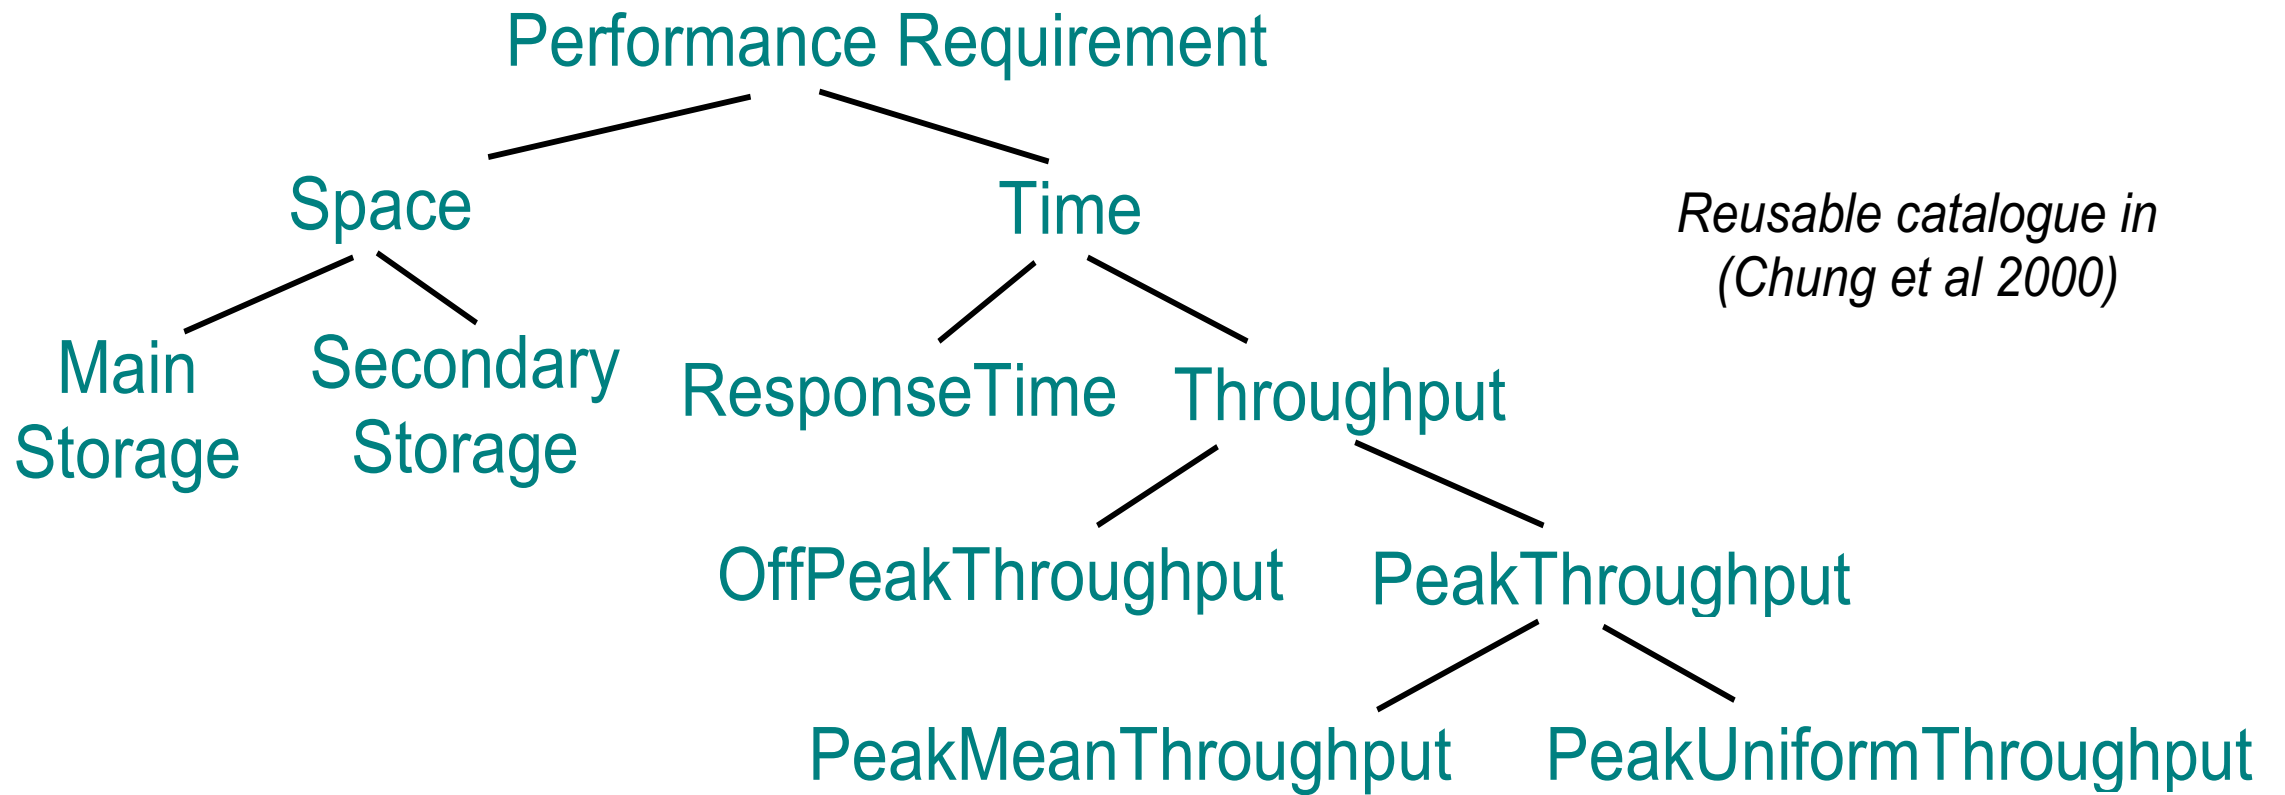 Performance Requirement
Space
Time
Reusable catalogue in
(Chung et al 2000)
Main
Storage
Secondary
Storage
ResponseTime
Throughput
OffPeakThroughput
PeakThroughput
PeakMeanThroughput
PeakUniformThroughput